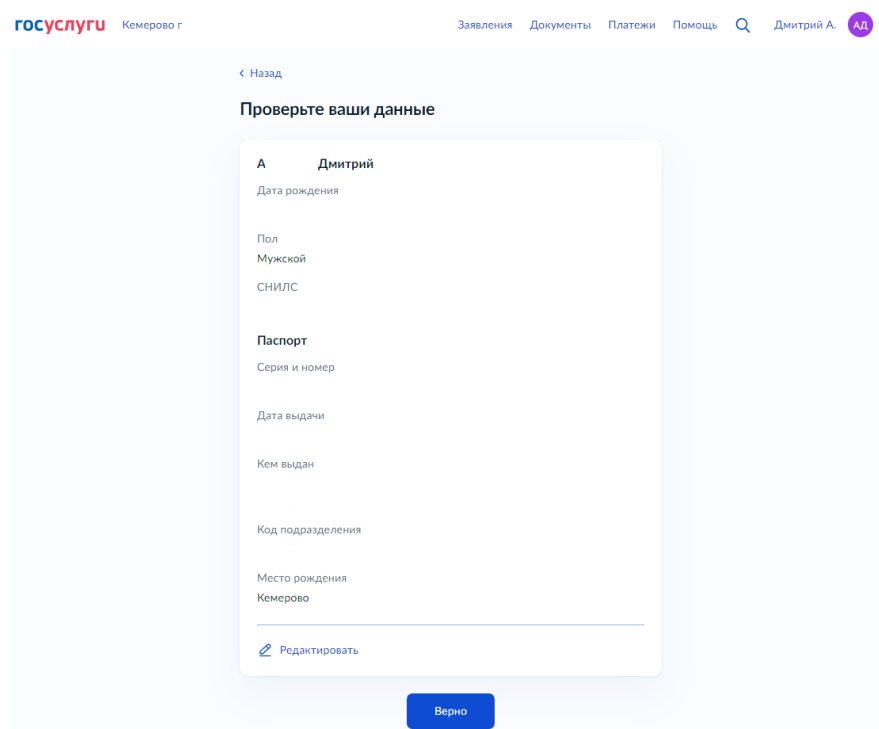 госуслуги Кемерово г Заявления Документы Платежи Помощь Дмитрий А. АД
Назад
Проверьте ваши данные
А Дмитрий
Дата рождения
Пол
Мужской
СНИЛС
Паспорт
Серия и номер
Дата выдачи
Кем выдан
Код подразделения
Место рождения
Кемерово
Редактировать
Верно